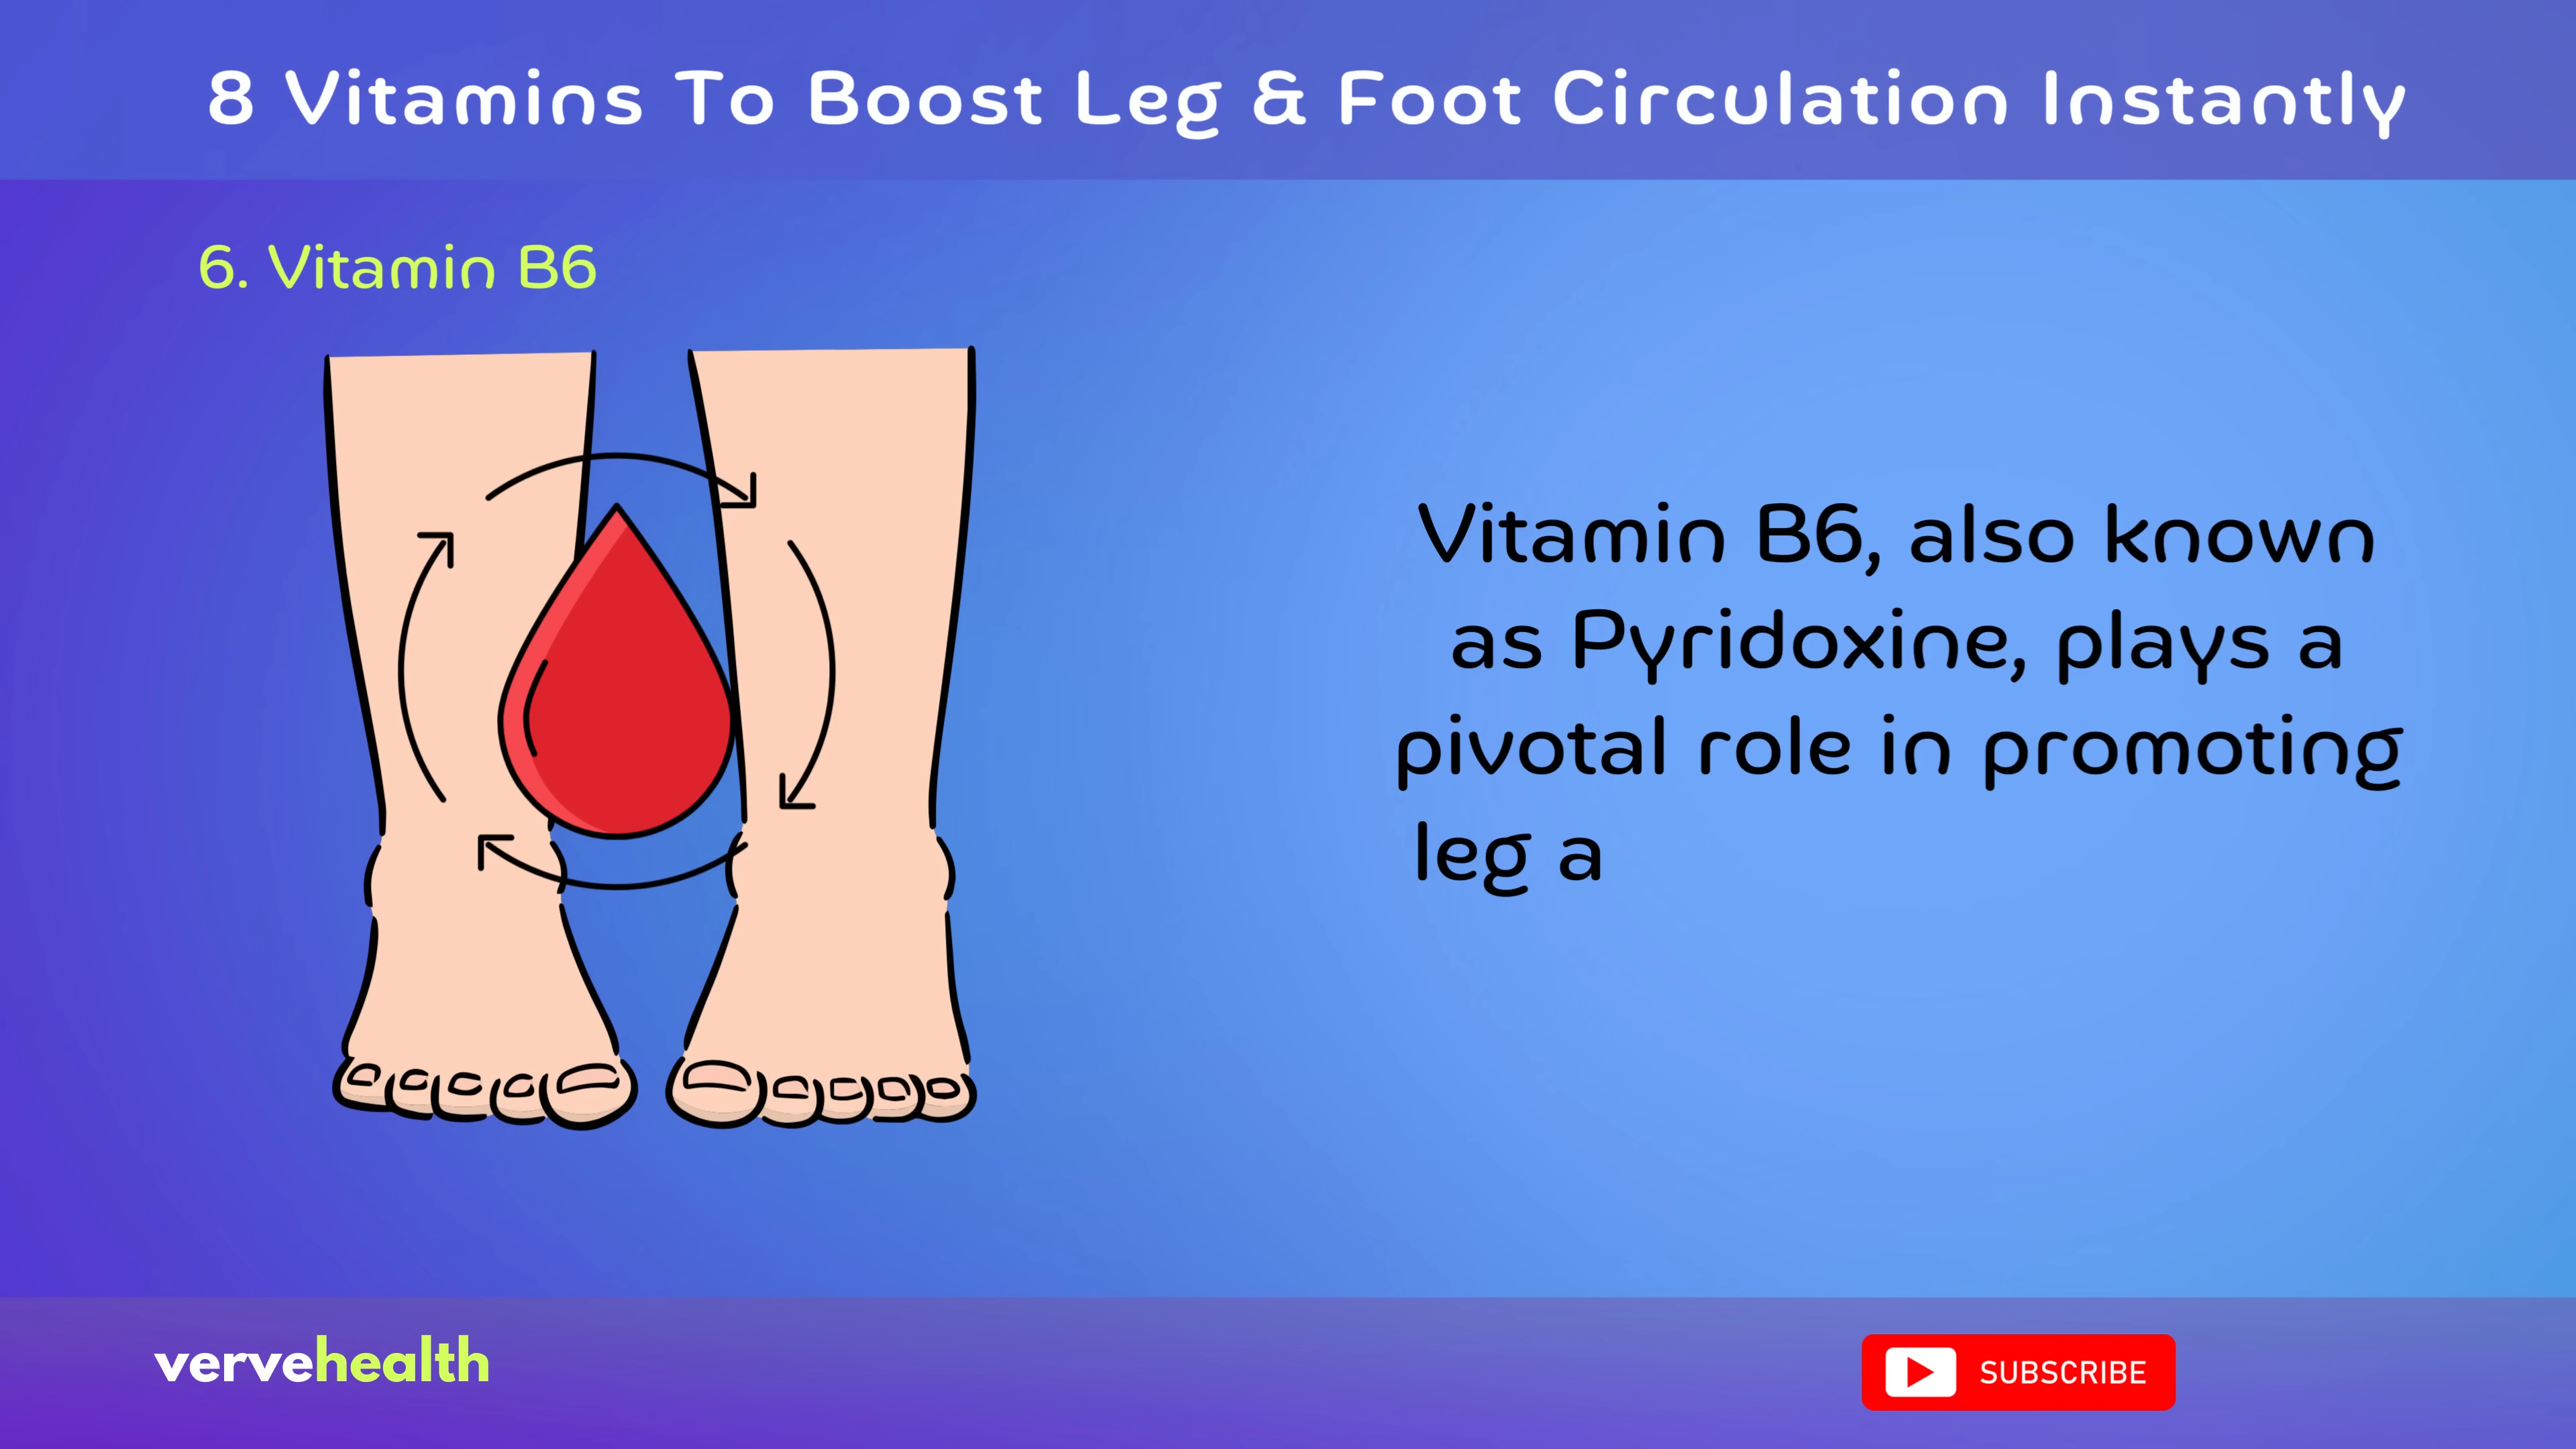 8 Vitamins To Boost Leg & Foot Circulation Instantly
6. Vitamin B6
Vitamin B6, also known
as Pyridoxine, plays a
pivotal role in promoting
leg a
vervehealth
SUBSCRIBE